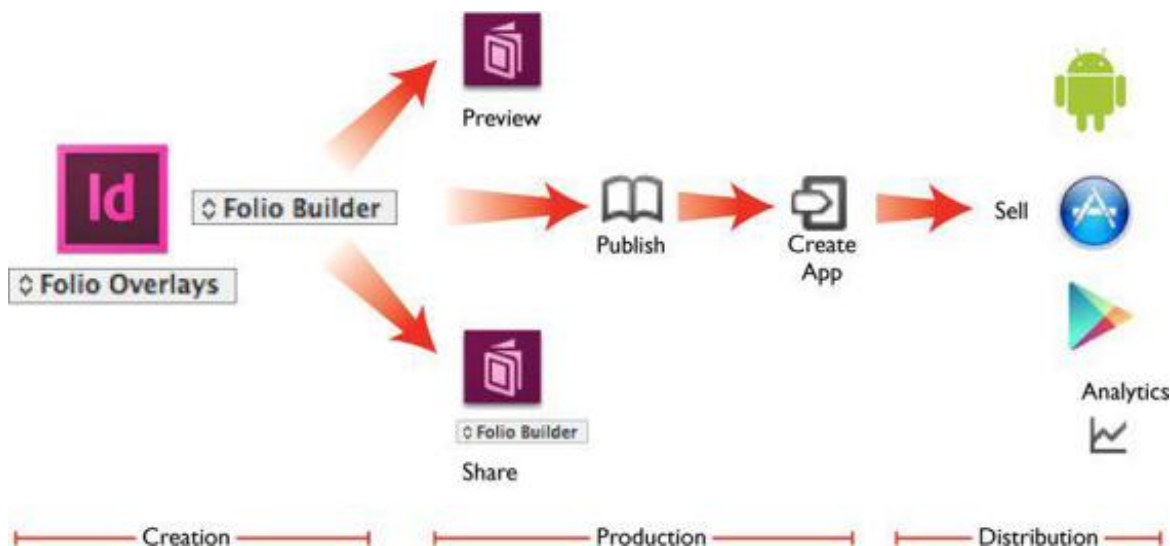 Preview
Id
Folio Builder
Folio Overlays
Publish
Create
App
Sell
Folio Builder
Share
Analytics
Creation
Production
Distribution